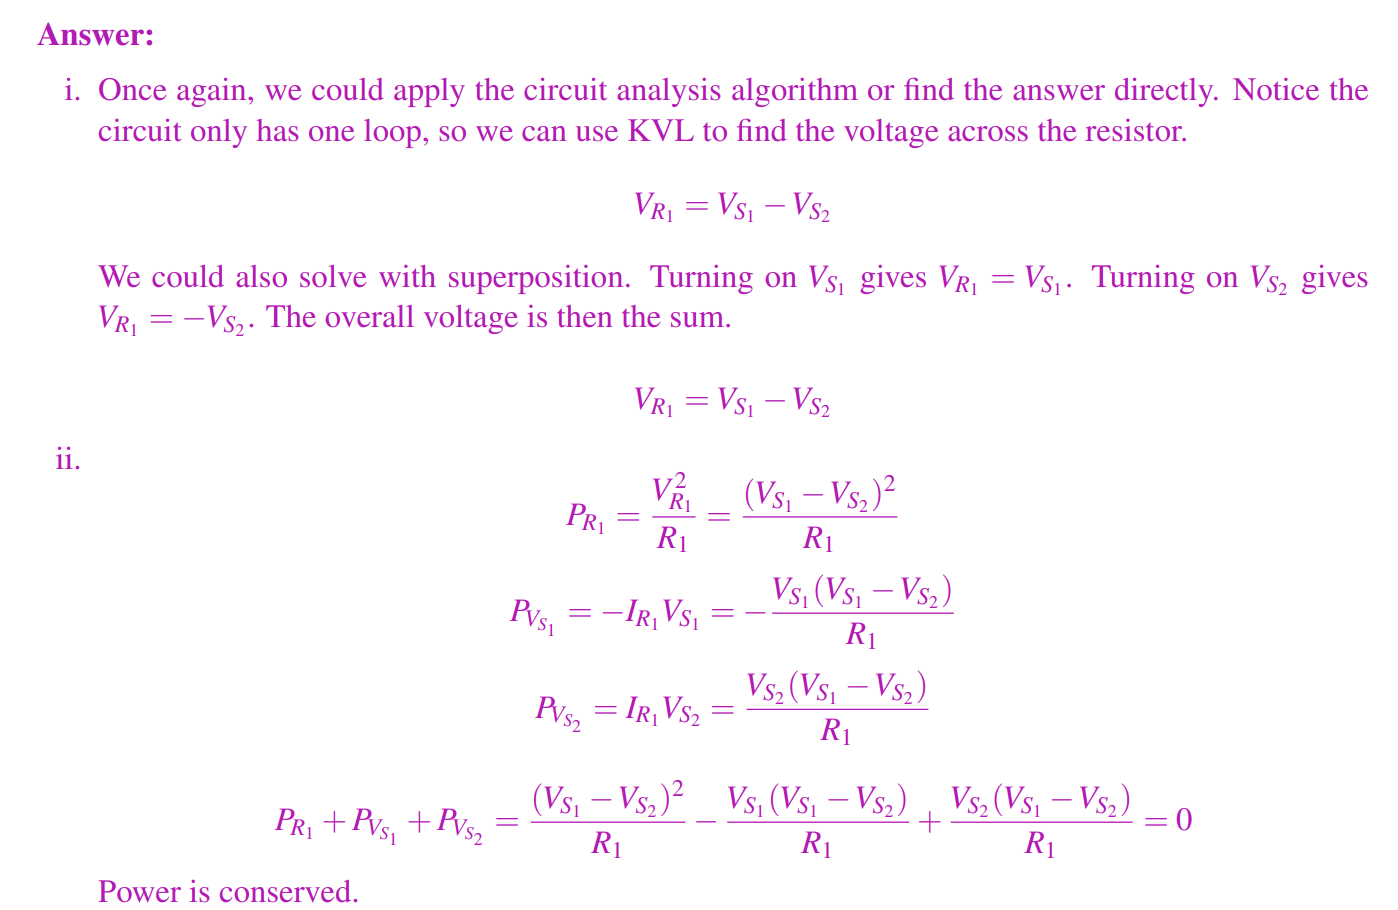 Answer:
i. Once again, we could apply the circuit analysis algorithm or find the answer directly. Notice the
circuit only has one loop, so we can use KVL to find the voltage across the resistor.
$V_{R_1} = V_{S_1} - V_{S_2}$
We could also solve with superposition. Turning on $V_{S_1}$ gives $V_{R_1} = V_{S_1}$. Turning on $V_{S_2}$ gives
$V_{R_1} = -V_{S_2}$. The overall voltage is then the sum.
$V_{R_1} = V_{S_1} - V_{S_2}$
ii.
$P_{R_1} = \frac{V_{R_1}^2}{R_1} = \frac{(V_{S_1} - V_{S_2})^2}{R_1}$
$P_{V_{S_1}} = -I_{R_1} V_{S_1} = -\frac{V_{S_1}(V_{S_1} - V_{S_2})}{R_1}$
$P_{V_{S_2}} = I_{R_1} V_{S_2} = \frac{V_{S_2}(V_{S_1} - V_{S_2})}{R_1}$
$P_{R_1} + P_{V_{S_1}} + P_{V_{S_2}} = \frac{(V_{S_1} - V_{S_2})^2}{R_1} - \frac{V_{S_1}(V_{S_1} - V_{S_2})}{R_1} + \frac{V_{S_2}(V_{S_1} - V_{S_2})}{R_1} = 0$
Power is conserved.